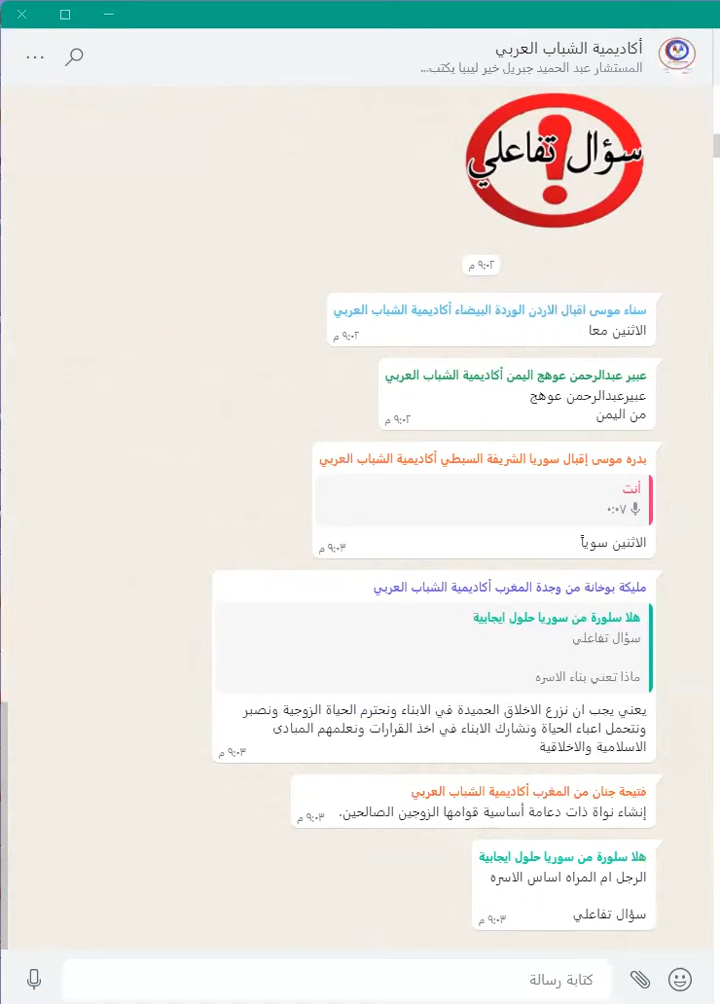 أكاديمية الشباب العربي
المستشار عبد الحميد جبريل خير ليبيا يكتب...
سؤال تفاعلي
٩:٠٢ م
سناء موسى اقبال الاردن الوردة البيضاء أكاديمية الشباب العربي
الاثنين معا
٩:٠٢ م
عبير عبدالرحمن عوهج اليمن أكاديمية الشباب العربي
عبيرعبدالرحمن عوهج
من اليمن
٩:٠٢ م
بدره موسى إقبال سوريا الشريفة السبطي أكاديمية الشباب العربي
أنت
٠:٠٧
الاثنين سوياً
٩:٠٣ م
مليكة بوخانة من وجدة المغرب أكاديمية الشباب العربي
هلا سلورة من سوريا حلول ايجابية
سؤال تفاعلي
ماذا تعني بناء الاسره
يعني يجب ان نزرع الاخلاق الحميدة في الابناء ونحترم الحياة الزوجية ونصبر
ونتحمل اعباء الحياة ونشارك الابناء في اخذ القرارات ونعلمهم المبادى
الاسلامية والاخلاقية
٩:٠٣ م
فتيحة جنان من المغرب أكاديمية الشباب العربي
إنشاء نواة ذات دعامة أساسية قوامها الزوجين الصالحين.
٩:٠٣ م
هلا سلورة من سوريا حلول ايجابية
الرجل ام المراه اساس الاسره
سؤال تفاعلي
٩:٠٣ م
كتابة رسالة